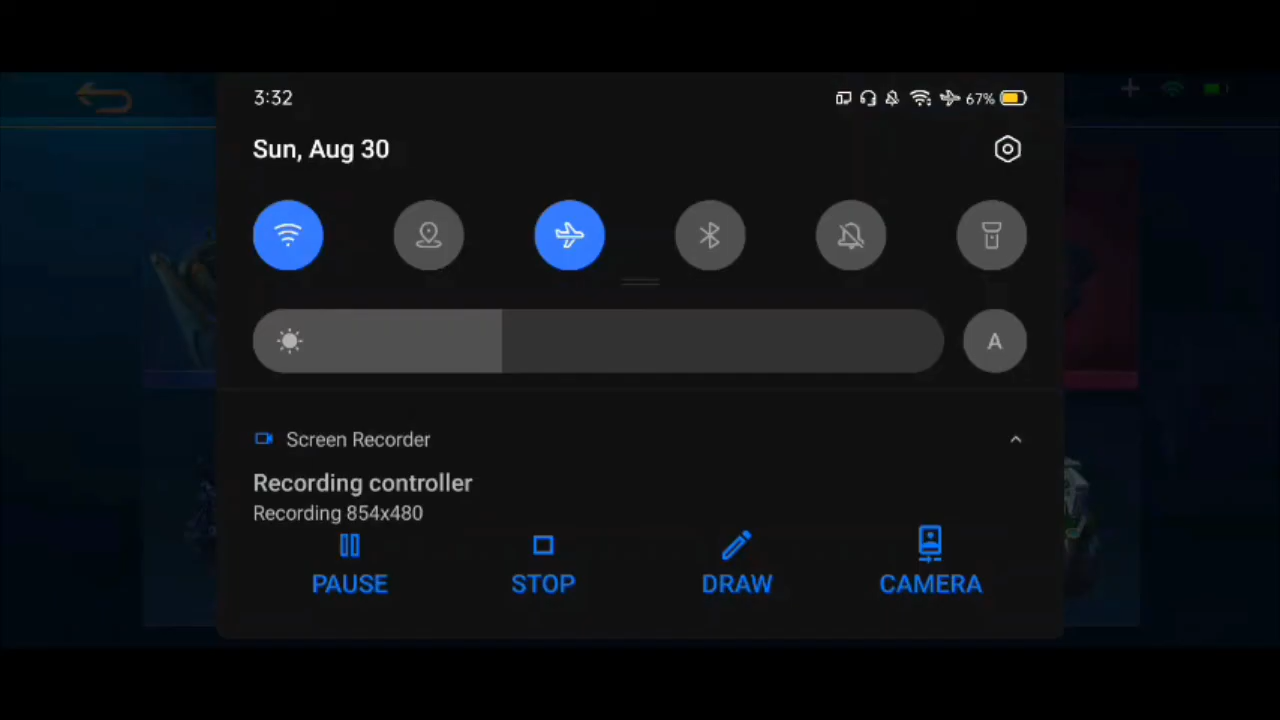 3:32
67%
Sun, Aug 30
A
Screen Recorder
Recording controller
Recording 854x480
PAUSE
STOP
DRAW
CAMERA